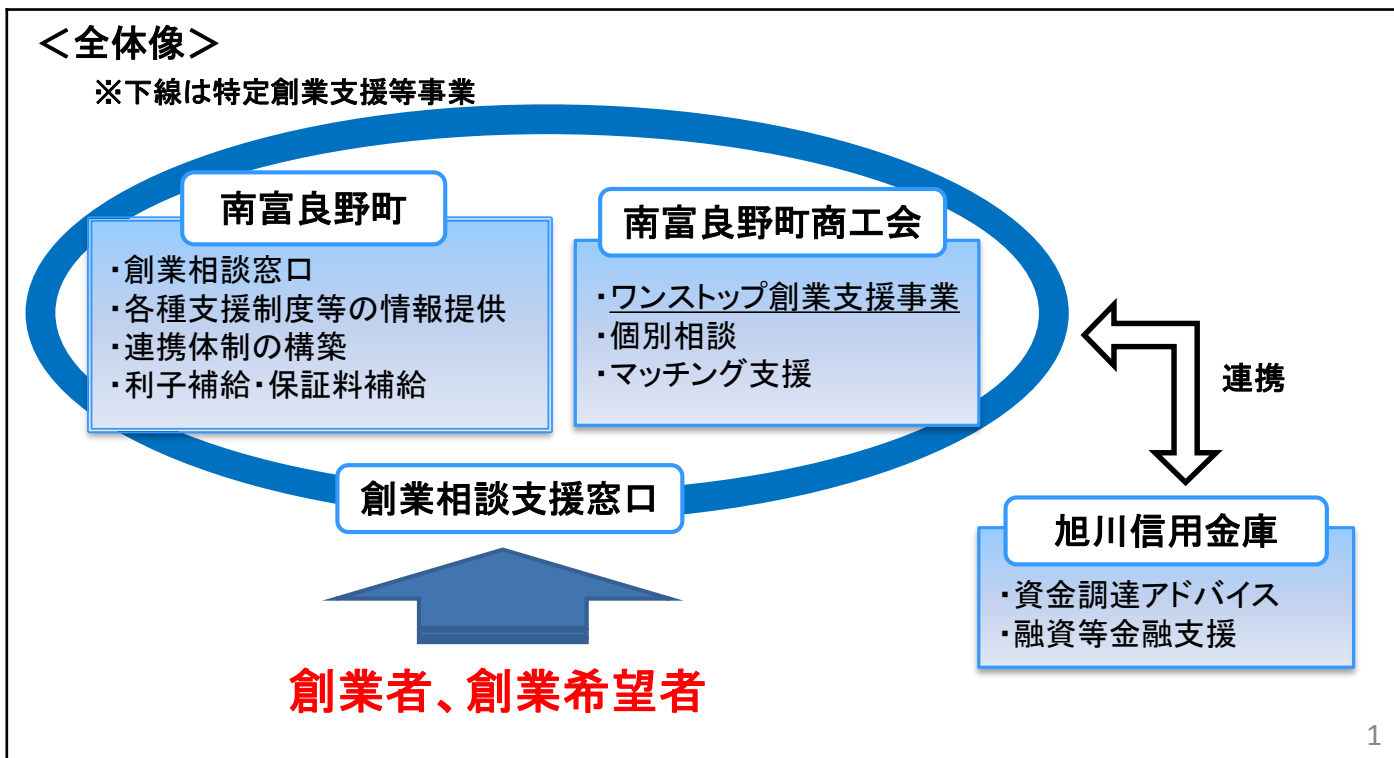 ＜全体像＞
※下線は特定創業支援等事業
南富良野町
・創業相談窓口
・各種支援制度等の情報提供
・連携体制の構築
・利子補給・保証料補給
南富良野町商工会
・ワンストップ創業支援事業
・個別相談
・マッチング支援
連携
創業相談支援窓口
旭川信用金庫
・資金調達アドバイス
・融資等金融支援
創業者、創業希望者
1